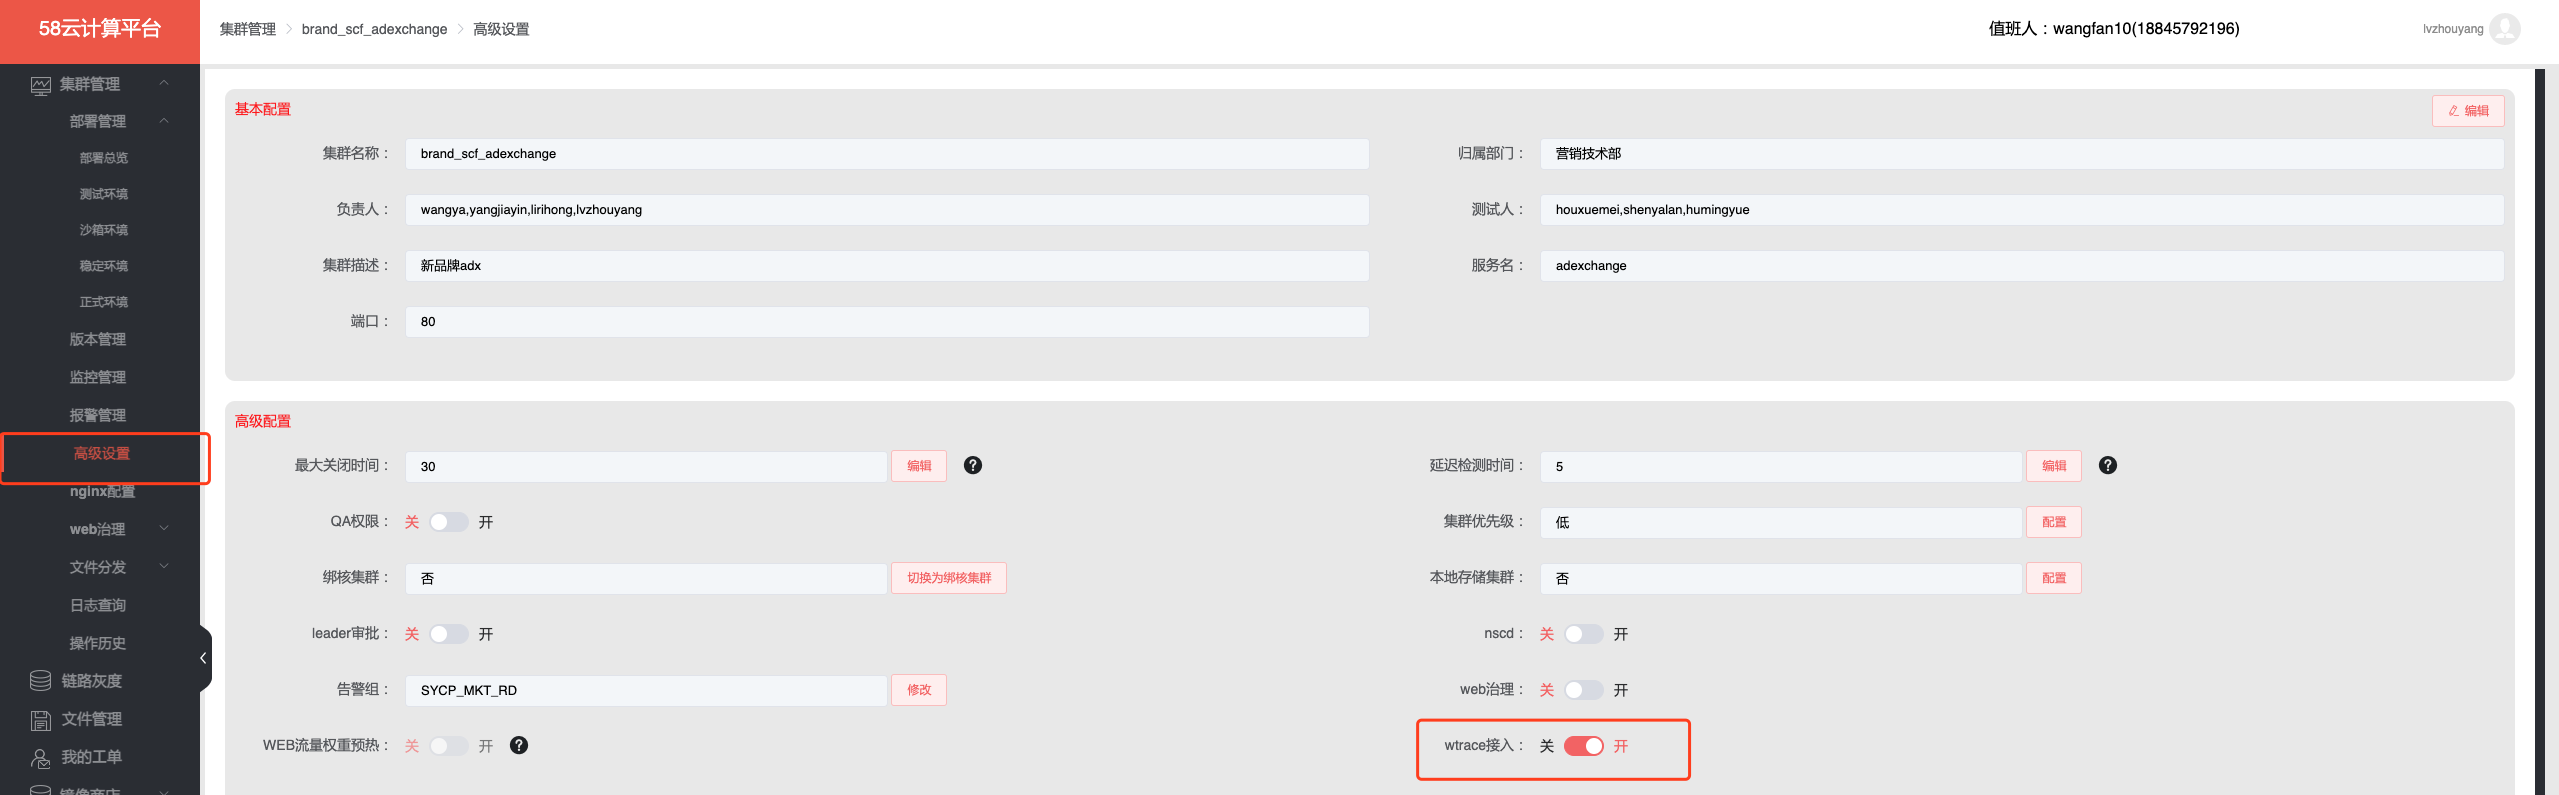 58云计算平台
集群管理 > brand_scf_adexchange > 高级设置
值班人：wangfan10(18845792196)
lvzhouyang
集群管理
部署管理
部署总览
测试环境
沙箱环境
稳定环境
正式环境
版本管理
监控管理
报警管理
高级设置
nginx配置
web治理
文件分发
日志查询
操作历史
链路灰度
文件管理
我的工单
镜像商店
基本配置
编辑
集群名称： brand_scf_adexchange
归属部门： 营销技术部
负责人： wangya,yangjiayin,lirihong,lvzhouyang
测试人： houxuemei,shenyalan,humingyue
集群描述： 新品牌adx
服务名： adexchange
端口： 80
高级配置
最大关闭时间： 30 编辑 ?
延迟检测时间： 5 编辑 ?
QA权限： 关 开
集群优先级： 低 配置
绑核集群： 否 切换为绑核集群
本地存储集群： 否 配置
leader审批： 关 开
nscd： 关 开
告警组： SYCP_MKT_RD 修改
web治理： 关 开
WEB流量权重预热： 关 开 ?
wtrace接入： 关 开